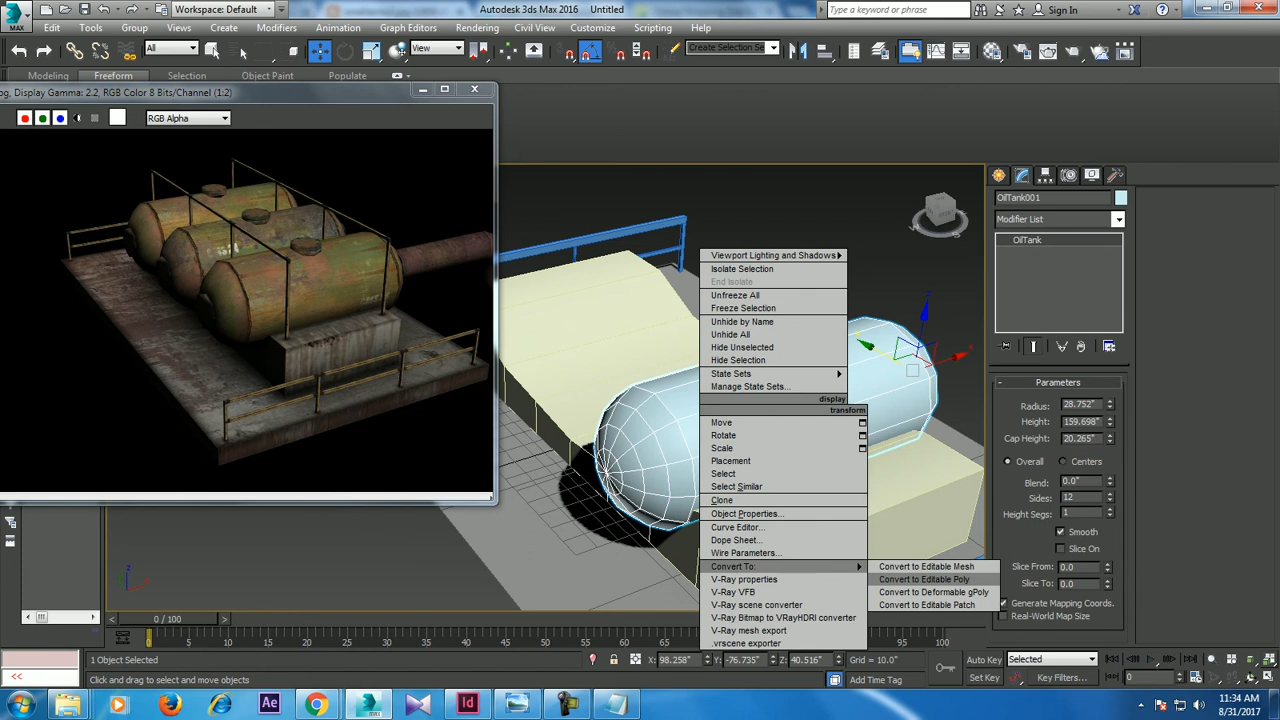 MAX
Workspace: Default
Autodesk 3ds Max 2016   Untitled
Type a keyword or phrase
Sign In
Edit Tools Group Views Create Modifiers Animation Graph Editors Rendering Civil View Customize Scripting Help
All
View
Create Selection Se
Modeling Freeform Selection Object Paint Populate
og, Display Gamma: 2.2, RGB Color 8 Bits/Channel (1:2)
RGB Alpha
OilTank001
Modifier List
OilTank
Viewport Lighting and Shadows
Isolate Selection
End Isolate
Unfreeze All
Freeze Selection
Unhide by Name
Unhide All
Hide Unselected
Hide Selection
State Sets
Manage State Sets...
display
transform
Move
Rotate
Scale
Placement
Select
Select Similar
Clone
Object Properties...
Curve Editor...
Dope Sheet...
Wire Parameters...
Convert To:
V-Ray properties
V-Ray VFB
V-Ray scene converter
V-Ray Bitmap to VRayHDRI converter
V-Ray mesh export
.vrscene exporter
Convert to Editable Mesh
Convert to Editable Poly
Convert to Deformable gPoly
Convert to Editable Patch
- Parameters
Radius: 28.752"
Height: 159.698"
Cap Height: 20.265"
Overall Centers
Blend: 0.0"
Sides: 12
Height Segs: 1
Smooth
Slice On
Slice From: 0.0
Slice To: 0.0
Generate Mapping Coords.
Real-World Map Size
0 / 100
0 5 10 15 20 25 30 35 40 45 50 55 60 65 95 100
1 Object Selected
X: 98.258" Y: -76.735" Z: 40.516" Grid = 10.0"
Auto Key Selected
<<
Click and drag to select and move objects
Add Time Tag
Set Key Key Filters... 0
Ae
Id
11:34 AM
8/31/2017